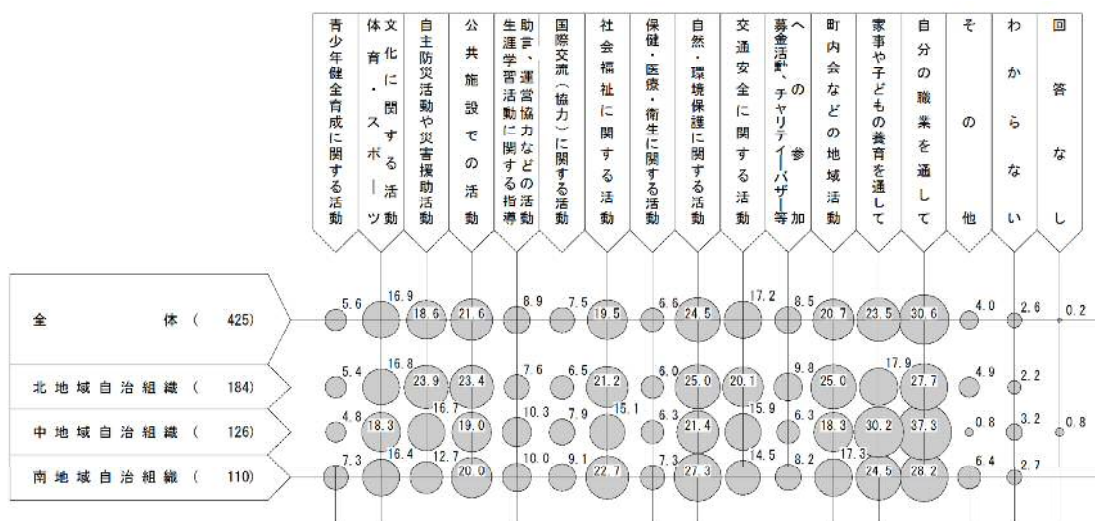 青少年健全育成に関する活動
体育・スポーツ
文化に関する活動
自主防災活動や災害援助活動
公共施設での活動
生涯学習活動に関する指導
助言、運営協力などの活動
国際交流(協力)に関する活動
社会福祉に関する活動
保健・医療・衛生に関する活動
自然・環境保護に関する活動
交通安全に関する活動
募金活動、チャリティーバザー等
への参加
町内会などの地域活動
家事や子どもの養育を通して
自分の職業を通して
その他
わからない
回答なし
全体 ( 425) 5.6 16.9 18.6 21.6 8.9 7.5 19.5 6.6 24.5 17.2 8.5 20.7 23.5 30.6 4.0 2.6 0.2
北地域自治組織 ( 184) 5.4 16.8 23.9 23.4 7.6 6.5 21.2 6.0 25.0 20.1 9.8 25.0 17.9 27.7 4.9 2.2
中地域自治組織 ( 126) 4.8 18.3 16.7 19.0 10.3 7.9 15.1 6.3 21.4 15.9 6.3 18.3 30.2 37.3 0.8 3.2 0.8
南地域自治組織 ( 110) 7.3 16.4 12.7 20.0 10.0 9.1 22.7 7.3 27.3 14.5 8.2 17.3 24.5 28.2 6.4 2.7